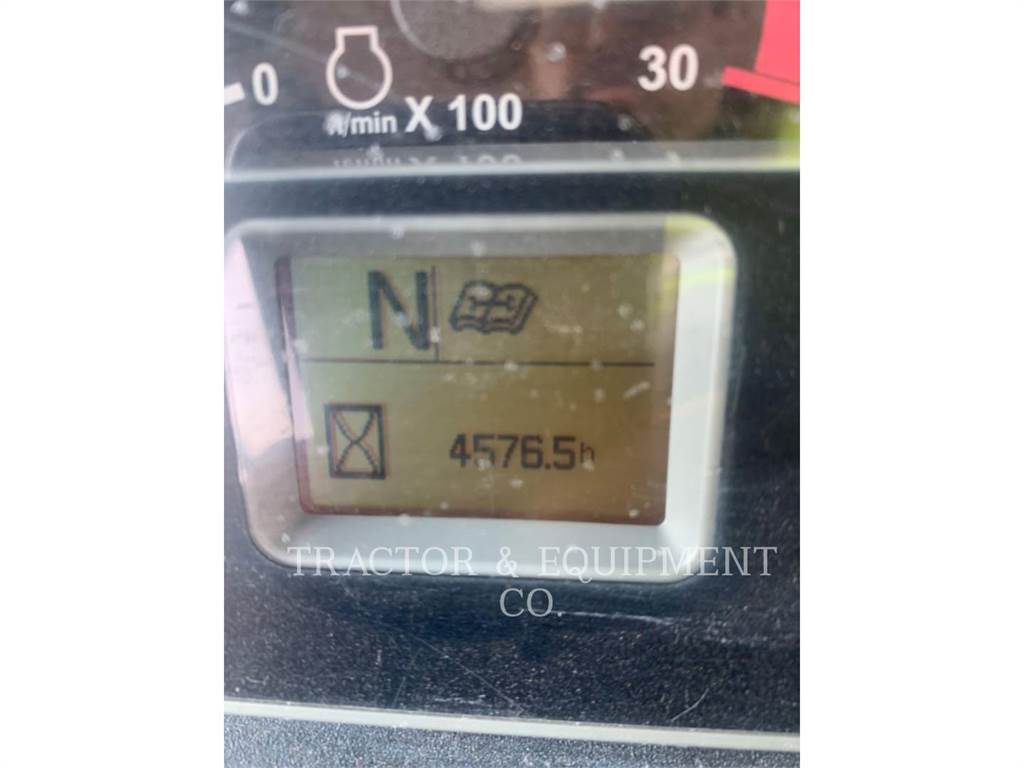 0
30
n/min X 100
N
4576.5h
TRACTOR & EQUIPMENT
CO.